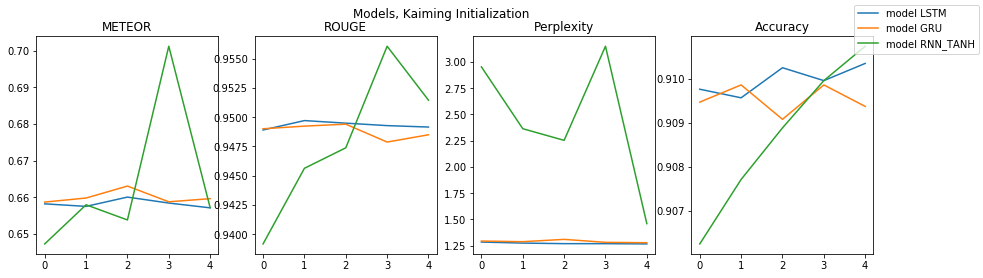 Models, Kaiming Initialization
model LSTM
model GRU
model RNN_TANH
METEOR
0.70
0.69
0.68
0.67
0.66
0.65
0 1 2 3 4
ROUGE
0.9550
0.9525
0.9500
0.9475
0.9450
0.9425
0.9400
0 1 2 3 4
Perplexity
3.00
2.75
2.50
2.25
2.00
1.75
1.50
1.25
0 1 2 3 4
Accuracy
0.910
0.909
0.908
0.907
0 1 2 3 4